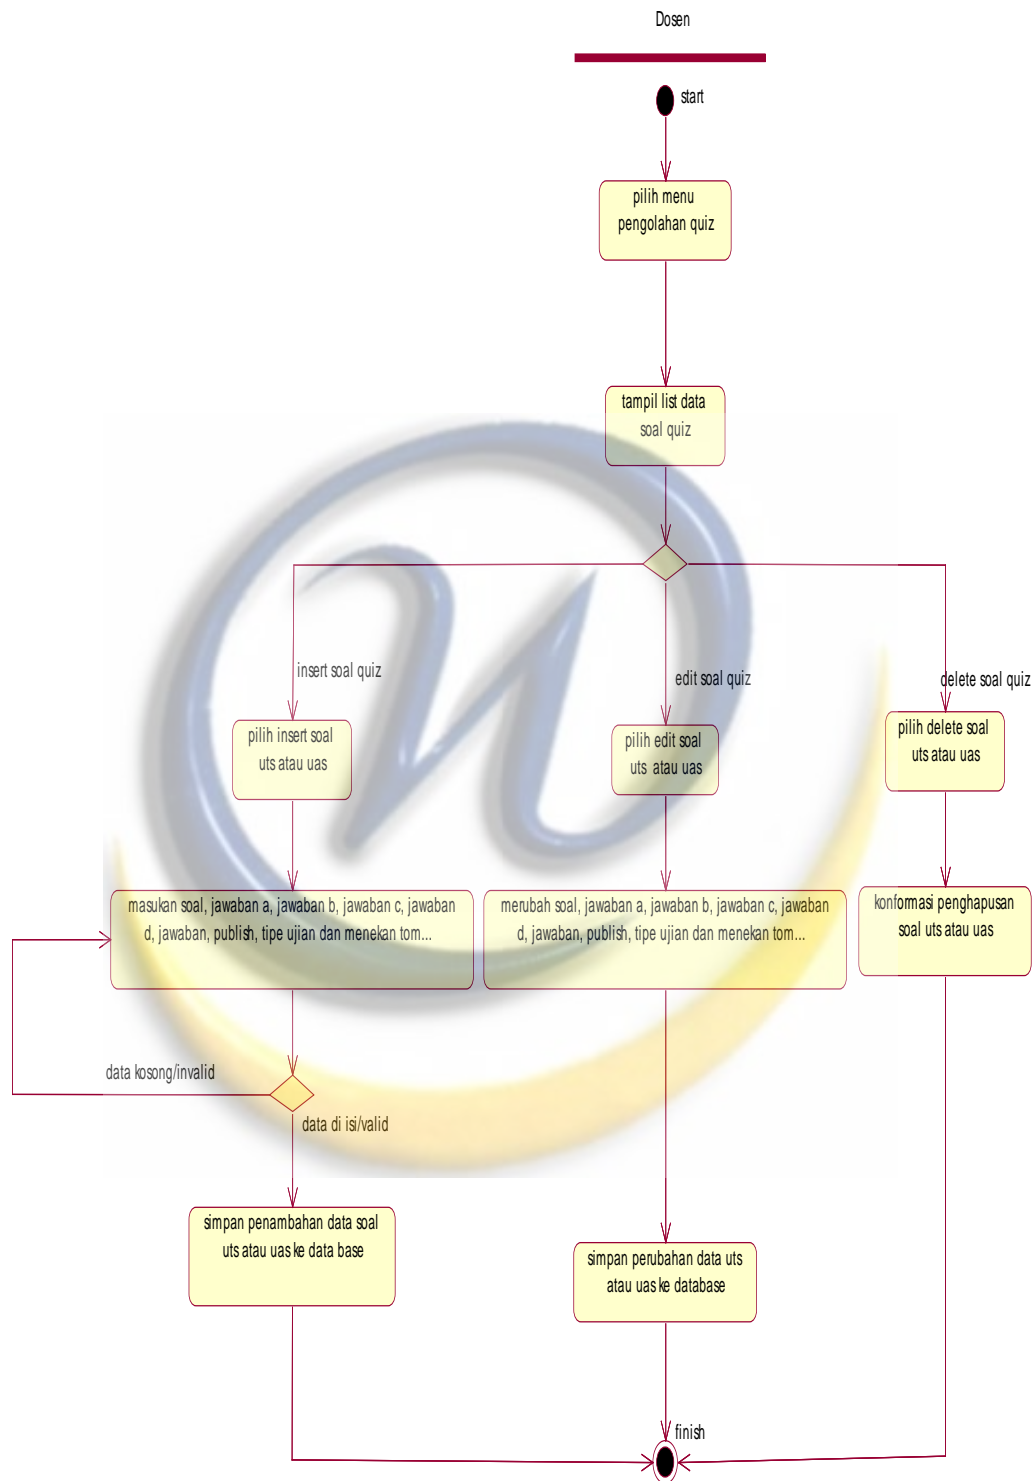 Dosen
start
pilih menu
pengolahan quiz
tampil list data
soal quiz
insert soal quiz
edit soal quiz
delete soal quiz
pilih insert soal
uts atau uas
pilih edit soal
uts atau uas
pilih delete soal
uts atau uas
masukan soal, jawaban a, jawaban b, jawaban c, jawaban
d, jawaban, publish, tipe ujian dan menekan tom...
merubah soal, jawaban a, jawaban b, jawaban c, jawaban
d, jawaban, publish, tipe ujian dan menekan tom...
konformasi penghapusan
soal uts atau uas
data kosong/invalid
data di isi/valid
simpan penambahan data soal
uts atau uas ke data base
simpan perubahan data uts
atau uas ke database
finish